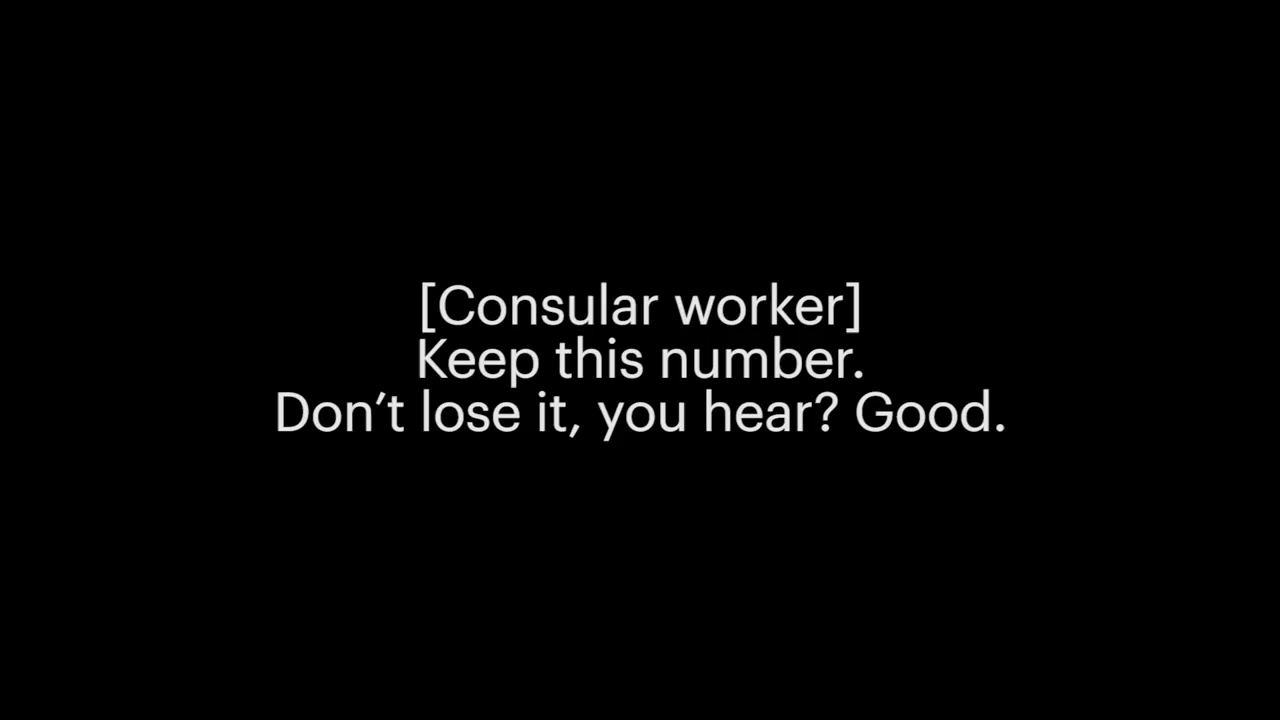 [Consular worker]
Keep this number.
Don’t lose it, you hear? Good.